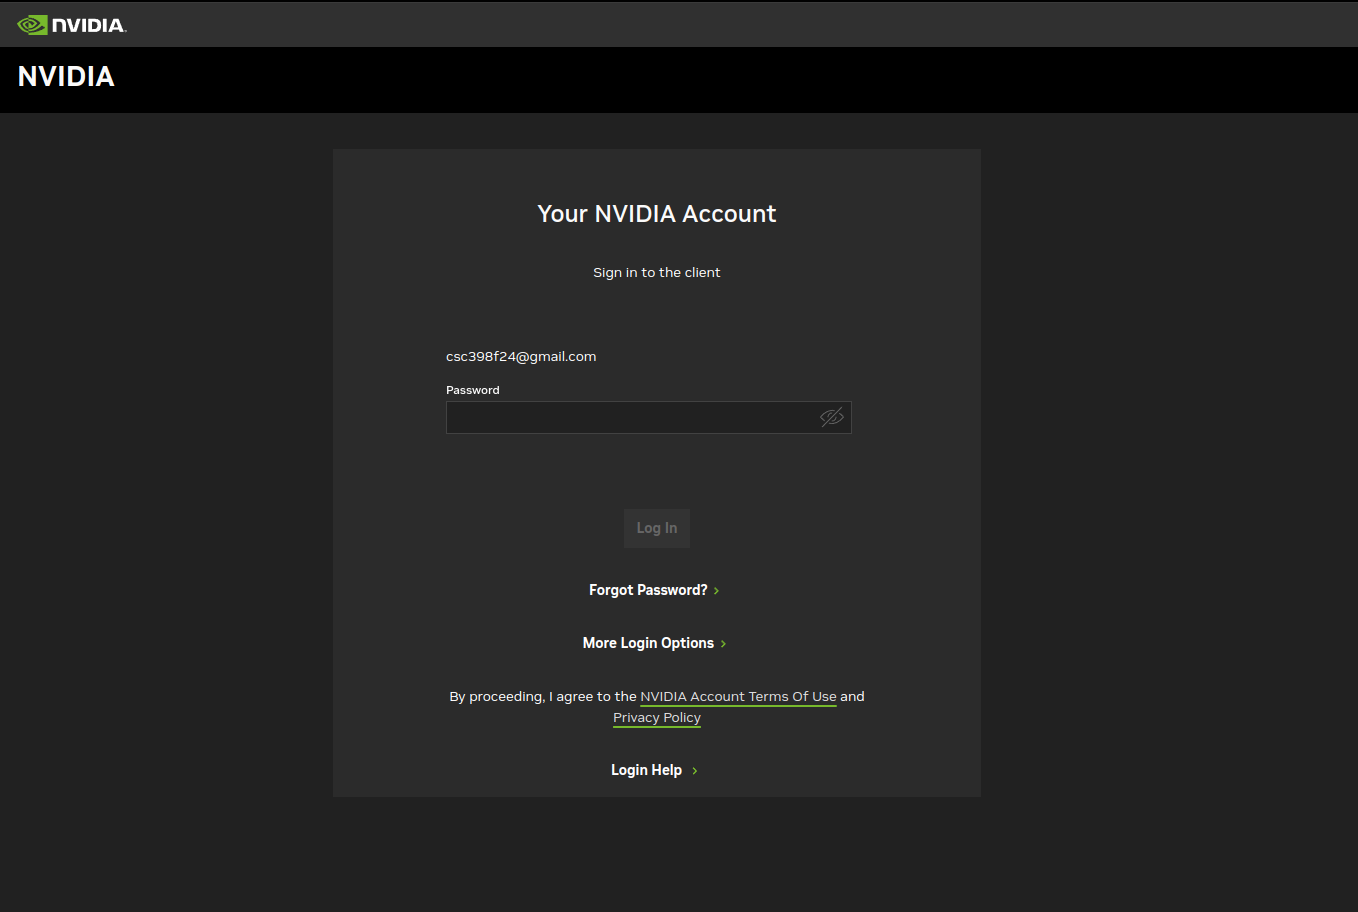 NVIDIA.
NVIDIA
Your NVIDIA Account
Sign in to the client
csc398f24@gmail.com
Password
Log In
Forgot Password? ›
More Login Options ›
By proceeding, I agree to the NVIDIA Account Terms Of Use and
Privacy Policy
Login Help ›